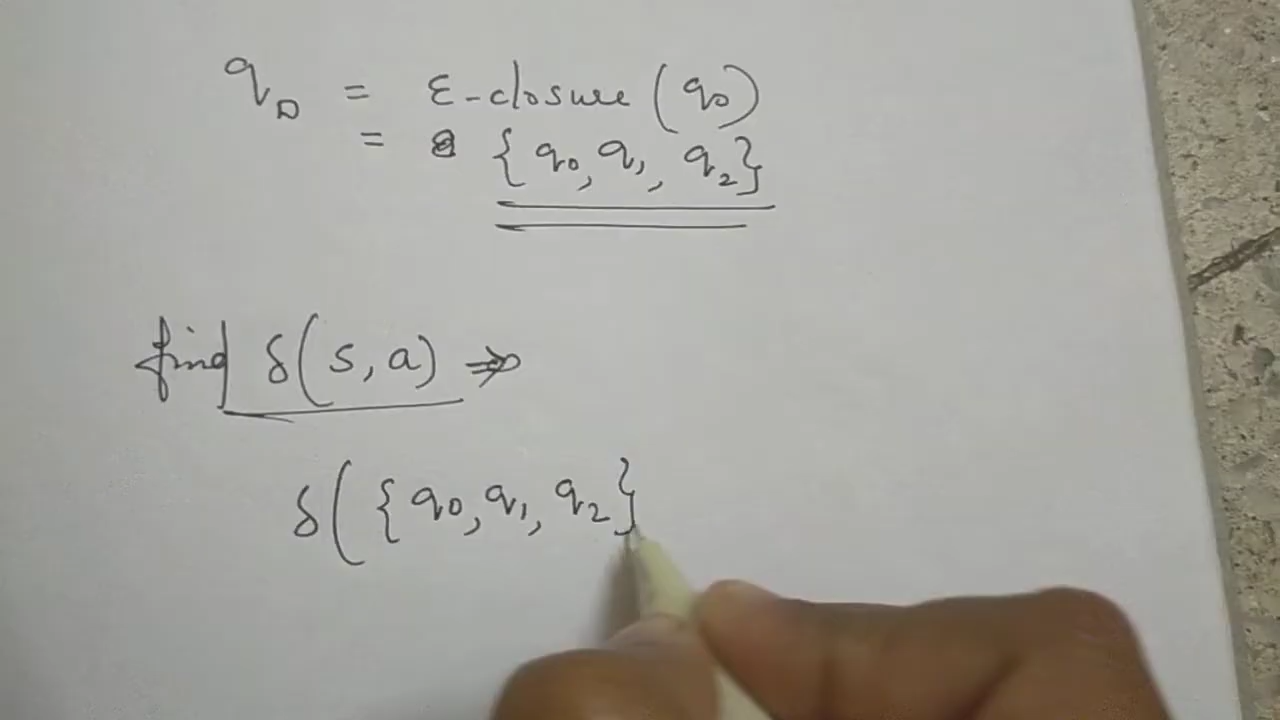 q_D = ε-closure (q0)
= {q0, q1, q2}
find δ(s, a) ⇒
δ( {q0, q1, q2}